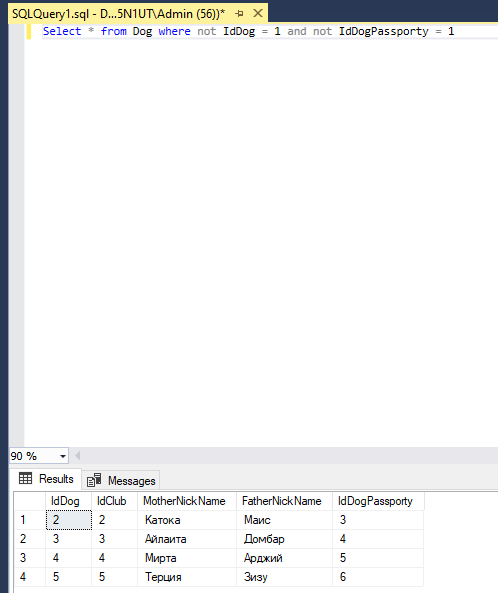 SQLQuery1.sql - D...5N1UT\Admin (56))*
Select * from Dog where not IdDog = 1 and not IdDogPassporty = 1
90 %
Results Messages
IdDog IdClub MotherNickName FatherNickName IdDogPassporty
1 2 2 Катока Маис 3
2 3 3 Айлаита Домбар 4
3 4 4 Мирта Арджий 5
4 5 5 Терция Зизу 6